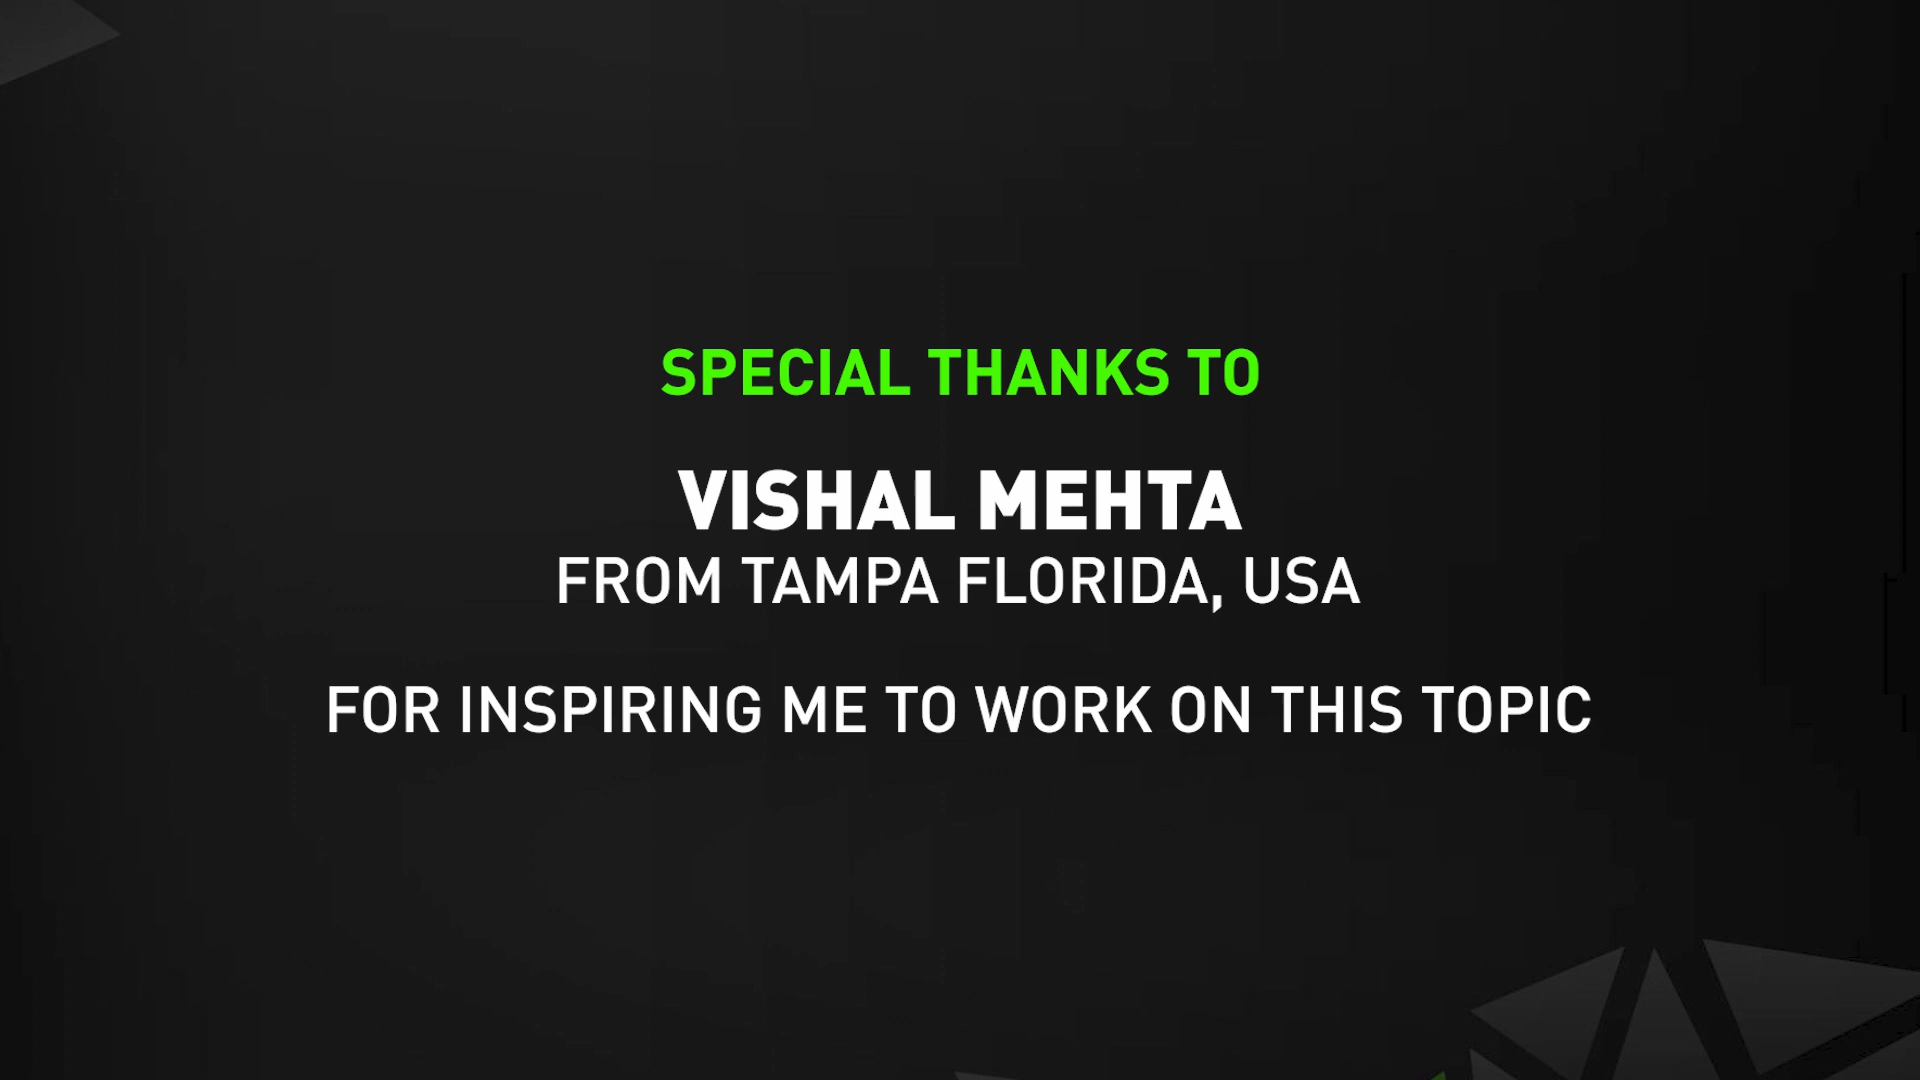 SPECIAL THANKS TO
VISHAL MEHTA
FROM TAMPA FLORIDA, USA
FOR INSPIRING ME TO WORK ON THIS TOPIC